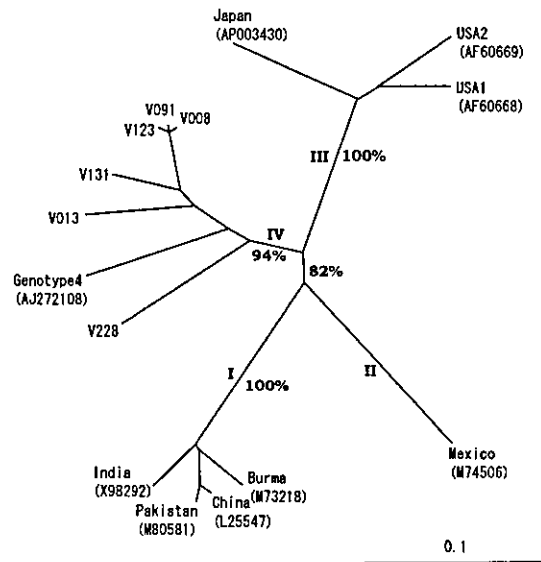 Japan
(AP003430)
USA2
(AF60669)
USA1
(AF60668)
V091
V123 V008
III 100%
V131
V013
IV
94%
82%
Genotype4
(AJ272108)
V228
I
100%
II
Mexico
(M74506)
India
(X98292)
Burma
(M73218)
Pakistan
(M80581)
China
(L25547)
0.1